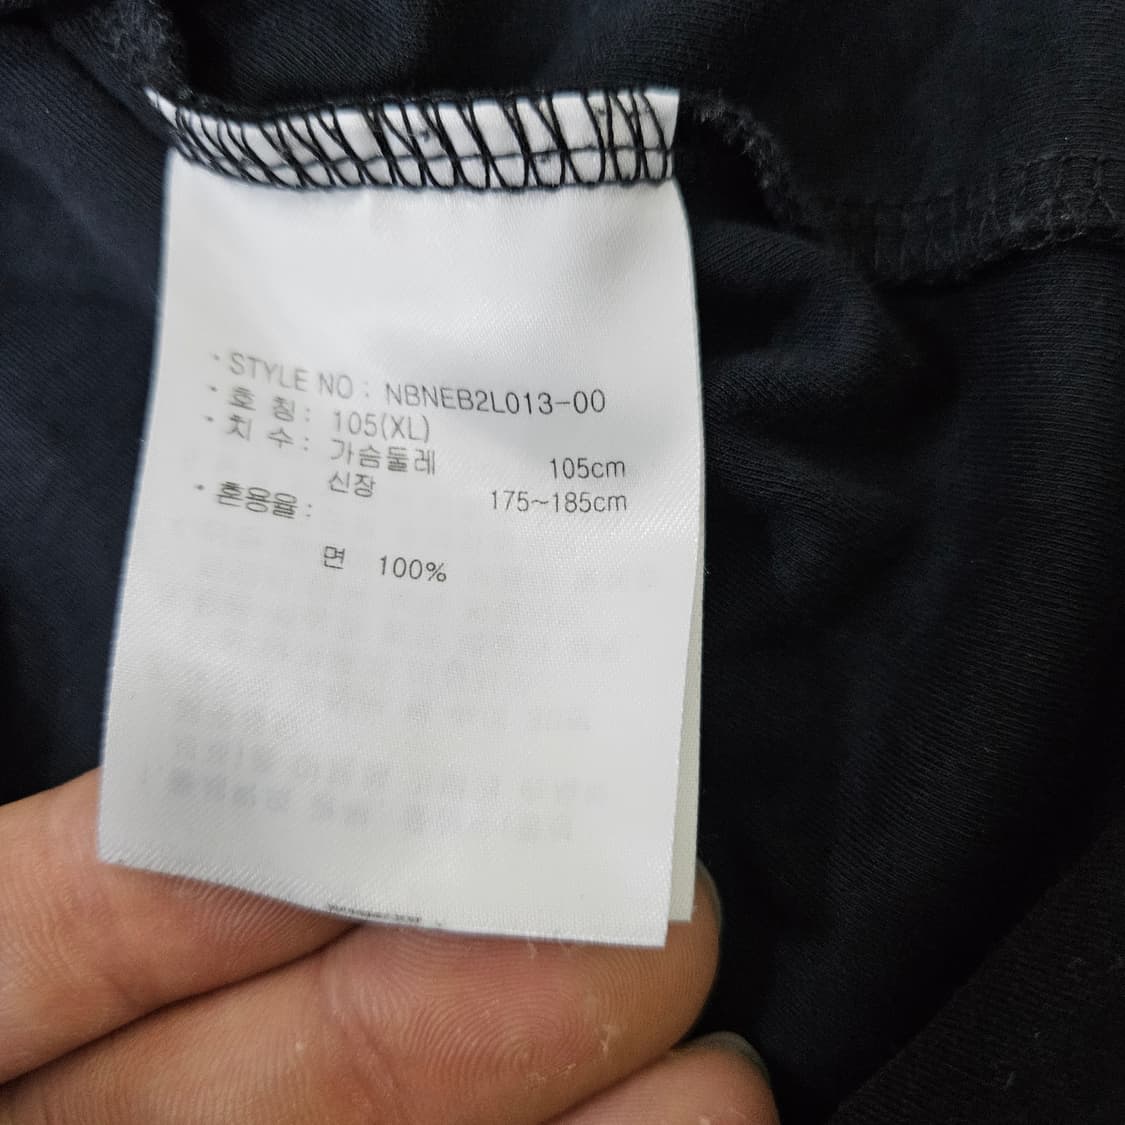 · STYLE NO : NBNEB2L013-00
· 호 칭 : 105(XL)
· 치 수 : 가슴둘레 105cm
신장 175~185cm
· 혼용율 :
면 100%